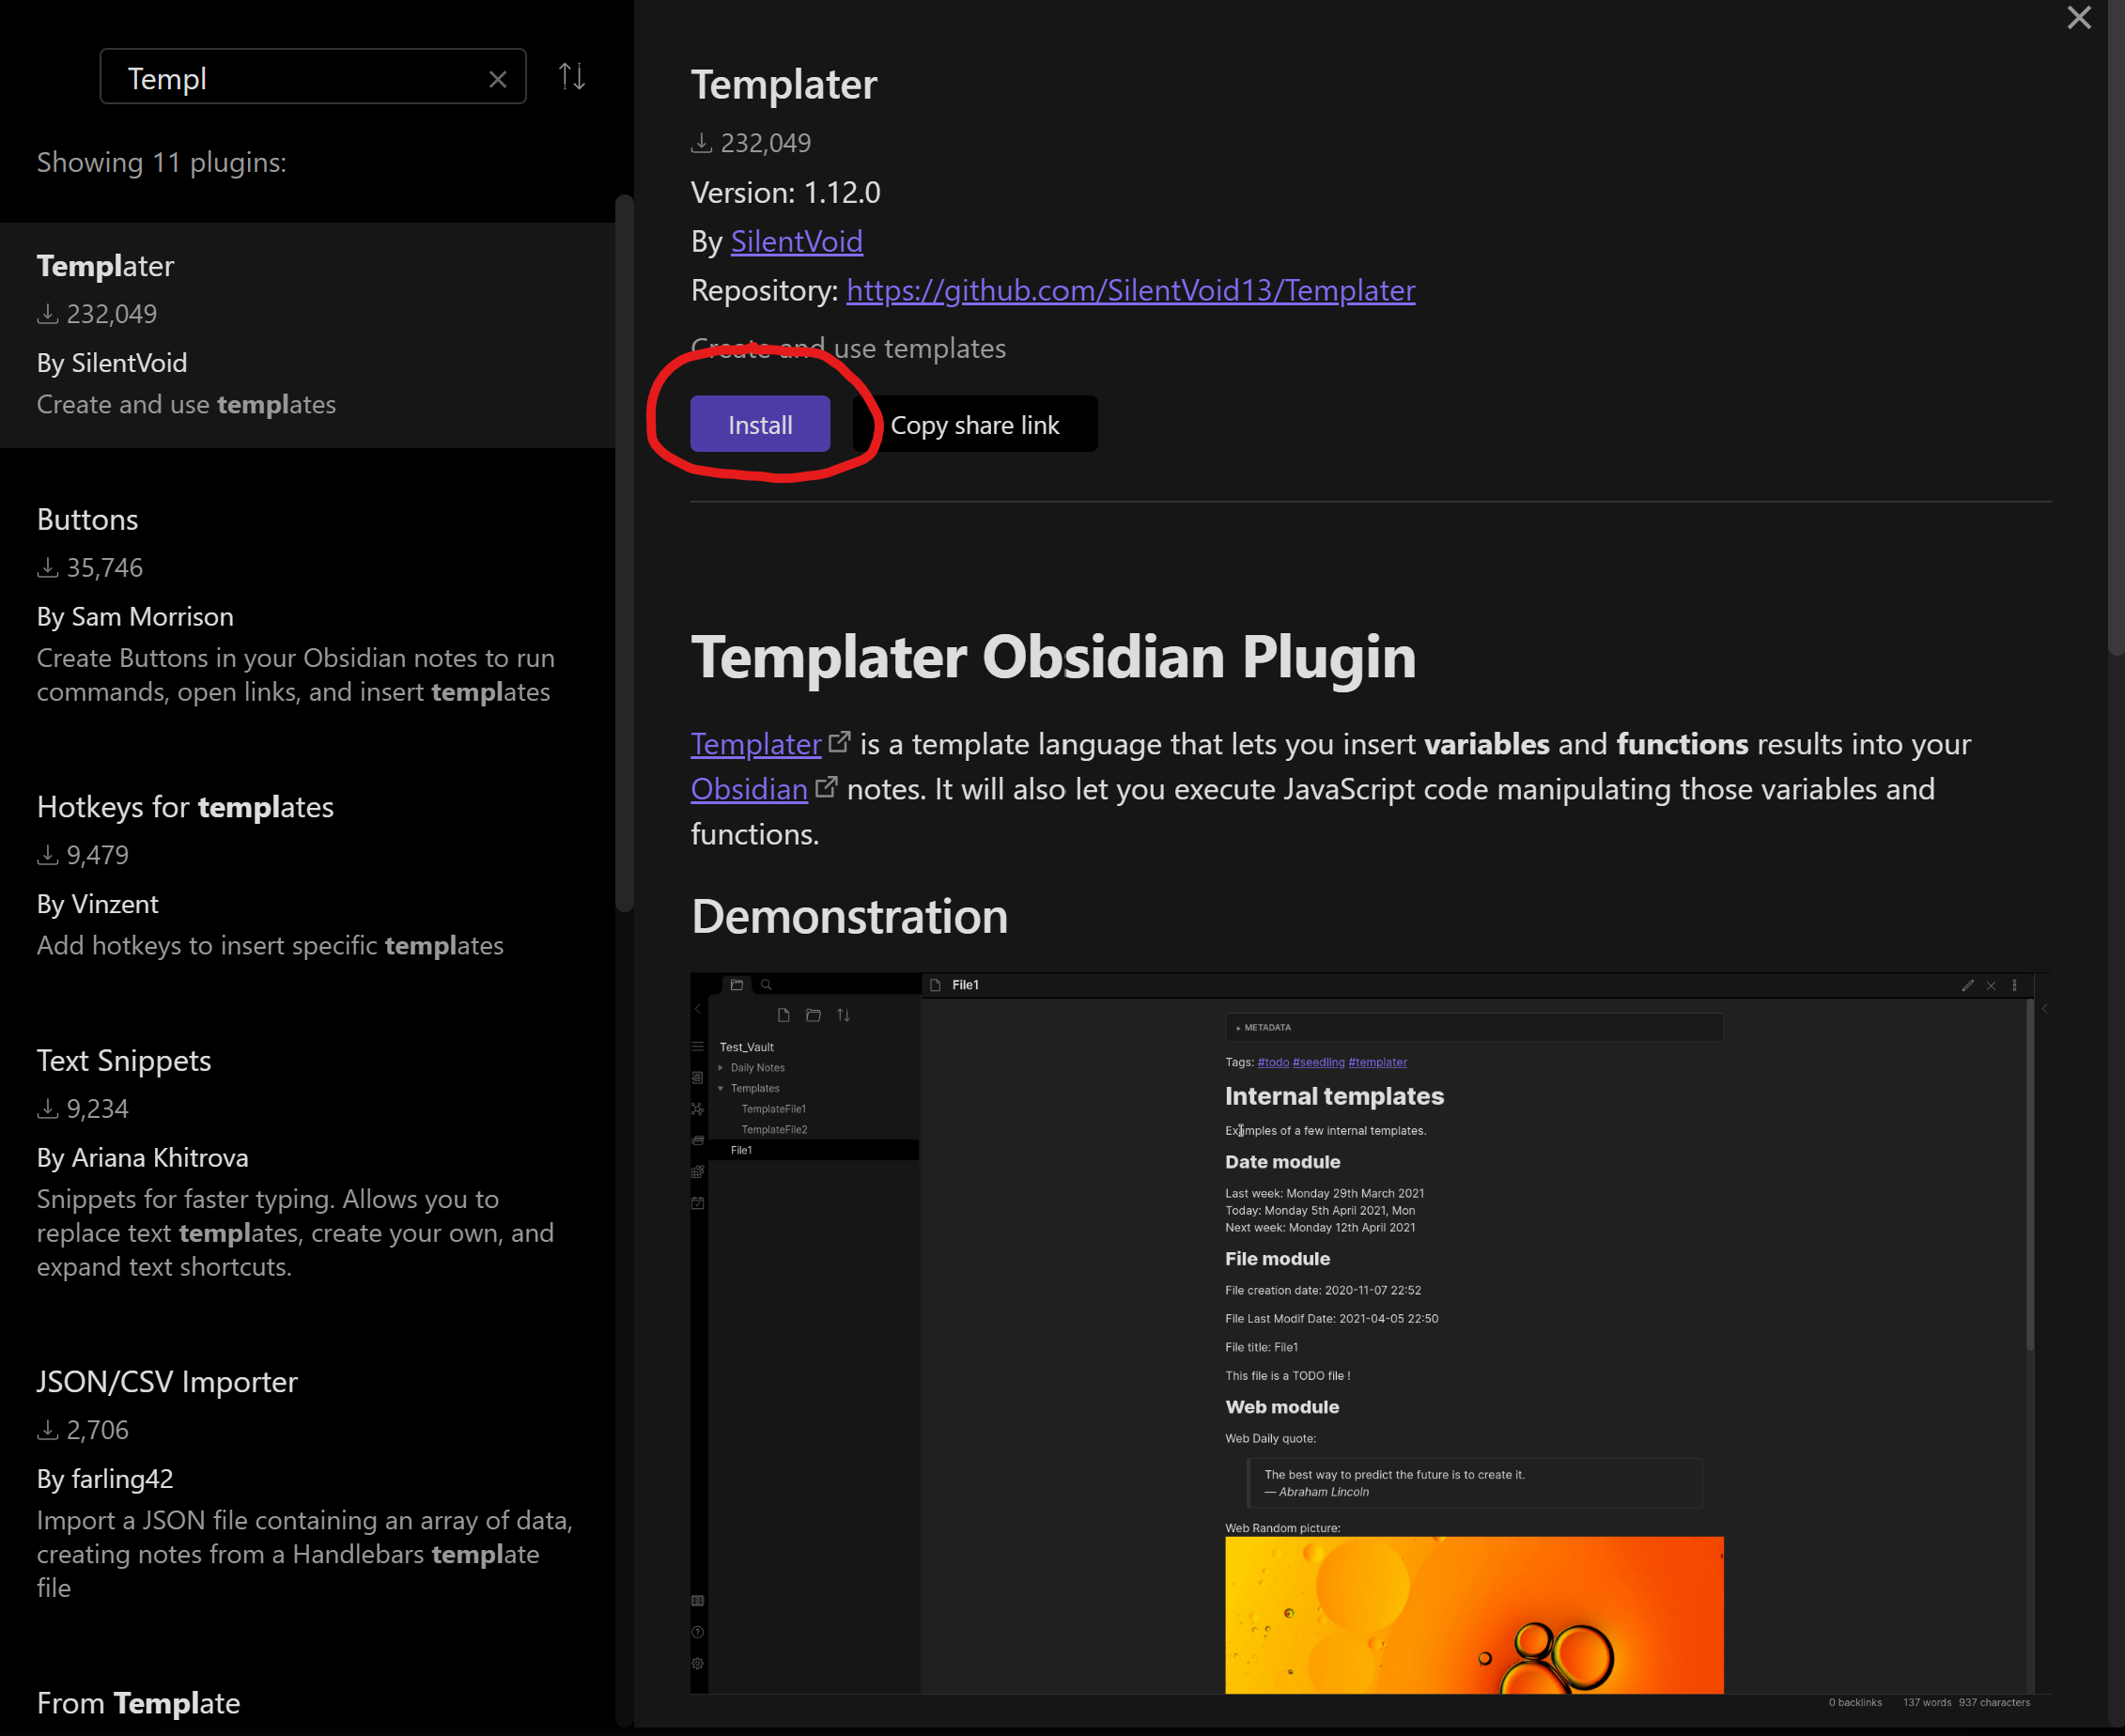 Templ
Showing 11 plugins:
Templater
232,049
By SilentVoid
Create and use templates
Buttons
35,746
By Sam Morrison
Create Buttons in your Obsidian notes to run
commands, open links, and insert templates
Hotkeys for templates
9,479
By Vinzent
Add hotkeys to insert specific templates
Text Snippets
9,234
By Ariana Khitrova
Snippets for faster typing. Allows you to
replace text templates, create your own, and
expand text shortcuts.
JSON/CSV Importer
2,706
By farling42
Import a JSON file containing an array of data,
creating notes from a Handlebars template
file
From Template
Templater
232,049
Version: 1.12.0
By SilentVoid
Repository: https://github.com/SilentVoid13/Templater
Create and use templates
Install
Copy share link
Templater Obsidian Plugin
Templater is a template language that lets you insert variables and functions results into your
Obsidian notes. It will also let you execute JavaScript code manipulating those variables and
functions.
Demonstration
File1
Test_Vault
Daily Notes
Templates
TemplateFile1
TemplateFile2
File1
METADATA
Tags: #todo #seedling #templater
Internal templates
Examples of a few internal templates.
Date module
Last week: Monday 29th March 2021
Today: Monday 5th April 2021, Mon
Next week: Monday 12th April 2021
File module
File creation date: 2020-11-07 22:52
File Last Modif Date: 2021-04-05 22:50
File title: File1
This file is a TODO file !
Web module
Web Daily quote:
The best way to predict the future is to create it.
— Abraham Lincoln
Web Random picture:
0 backlinks 137 words 937 characters